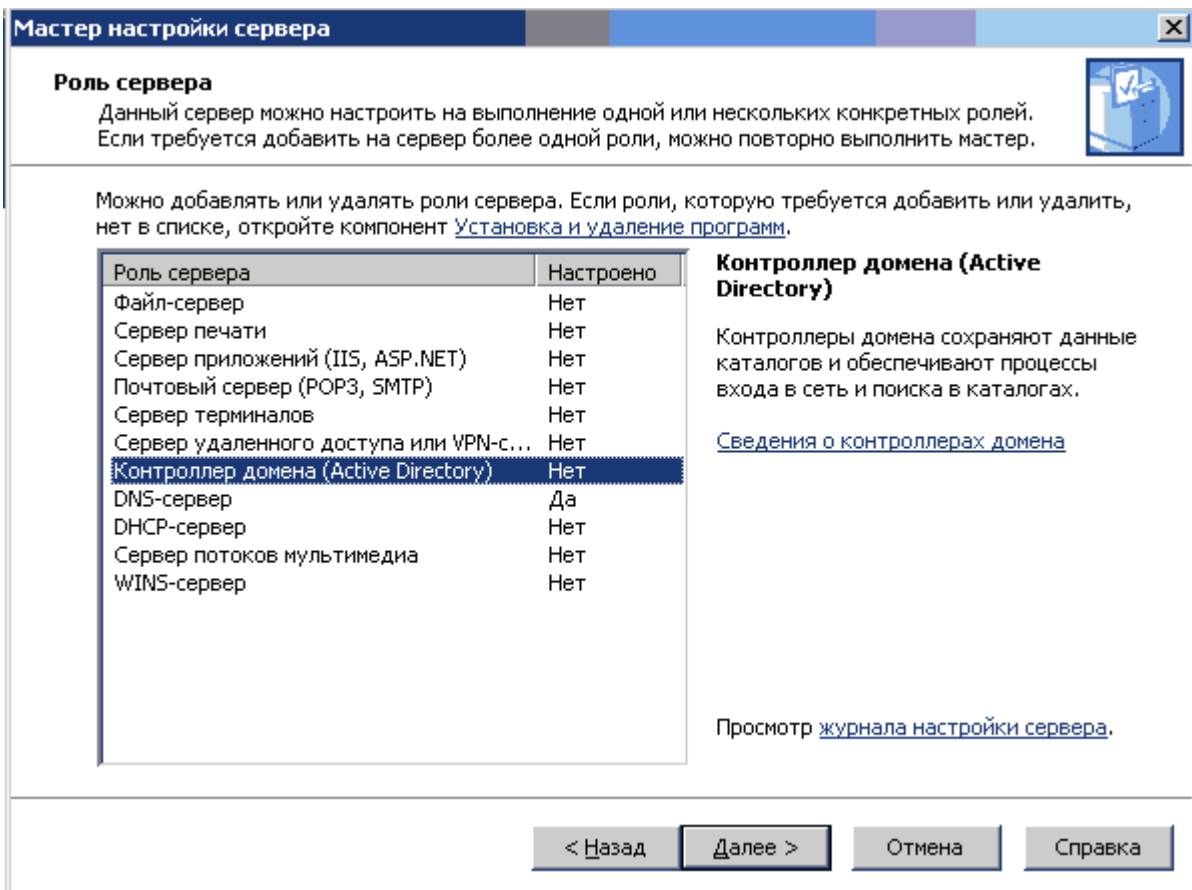 Мастер настройки сервера
Роль сервера
Данный сервер можно настроить на выполнение одной или нескольких конкретных ролей.
Если требуется добавить на сервер более одной роли, можно повторно выполнить мастер.
Можно добавлять или удалять роли сервера. Если роли, которую требуется добавить или удалить,
нет в списке, откройте компонент Установка и удаление программ.
Роль сервера Настроено
Файл-сервер Нет
Сервер печати Нет
Сервер приложений (IIS, ASP.NET) Нет
Почтовый сервер (POP3, SMTP) Нет
Сервер терминалов Нет
Сервер удаленного доступа или VPN-с... Нет
Контроллер домена (Active Directory) Нет
DNS-сервер Да
DHCP-сервер Нет
Сервер потоков мультимедиа Нет
WINS-сервер Нет
Контроллер домена (Active
Directory)
Контроллеры домена сохраняют данные
каталогов и обеспечивают процессы
входа в сеть и поиска в каталогах.
Сведения о контроллерах домена
Просмотр журнала настройки сервера.
< Назад Далее > Отмена Справка